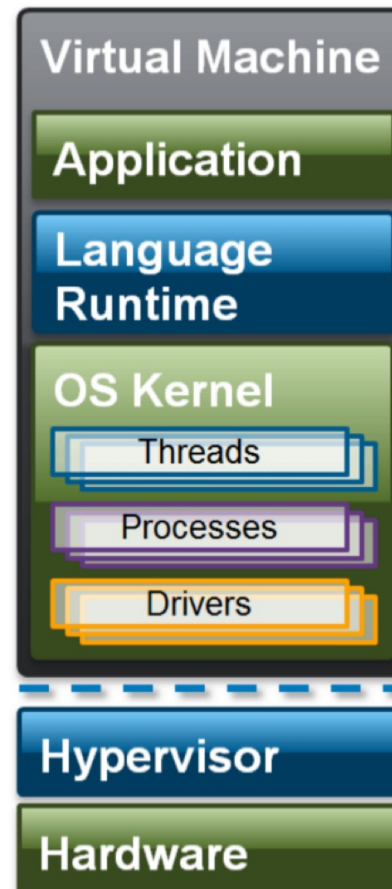 Virtual Machine
Application
Language
Runtime
OS Kernel
Threads
Processes
Drivers
Hypervisor
Hardware